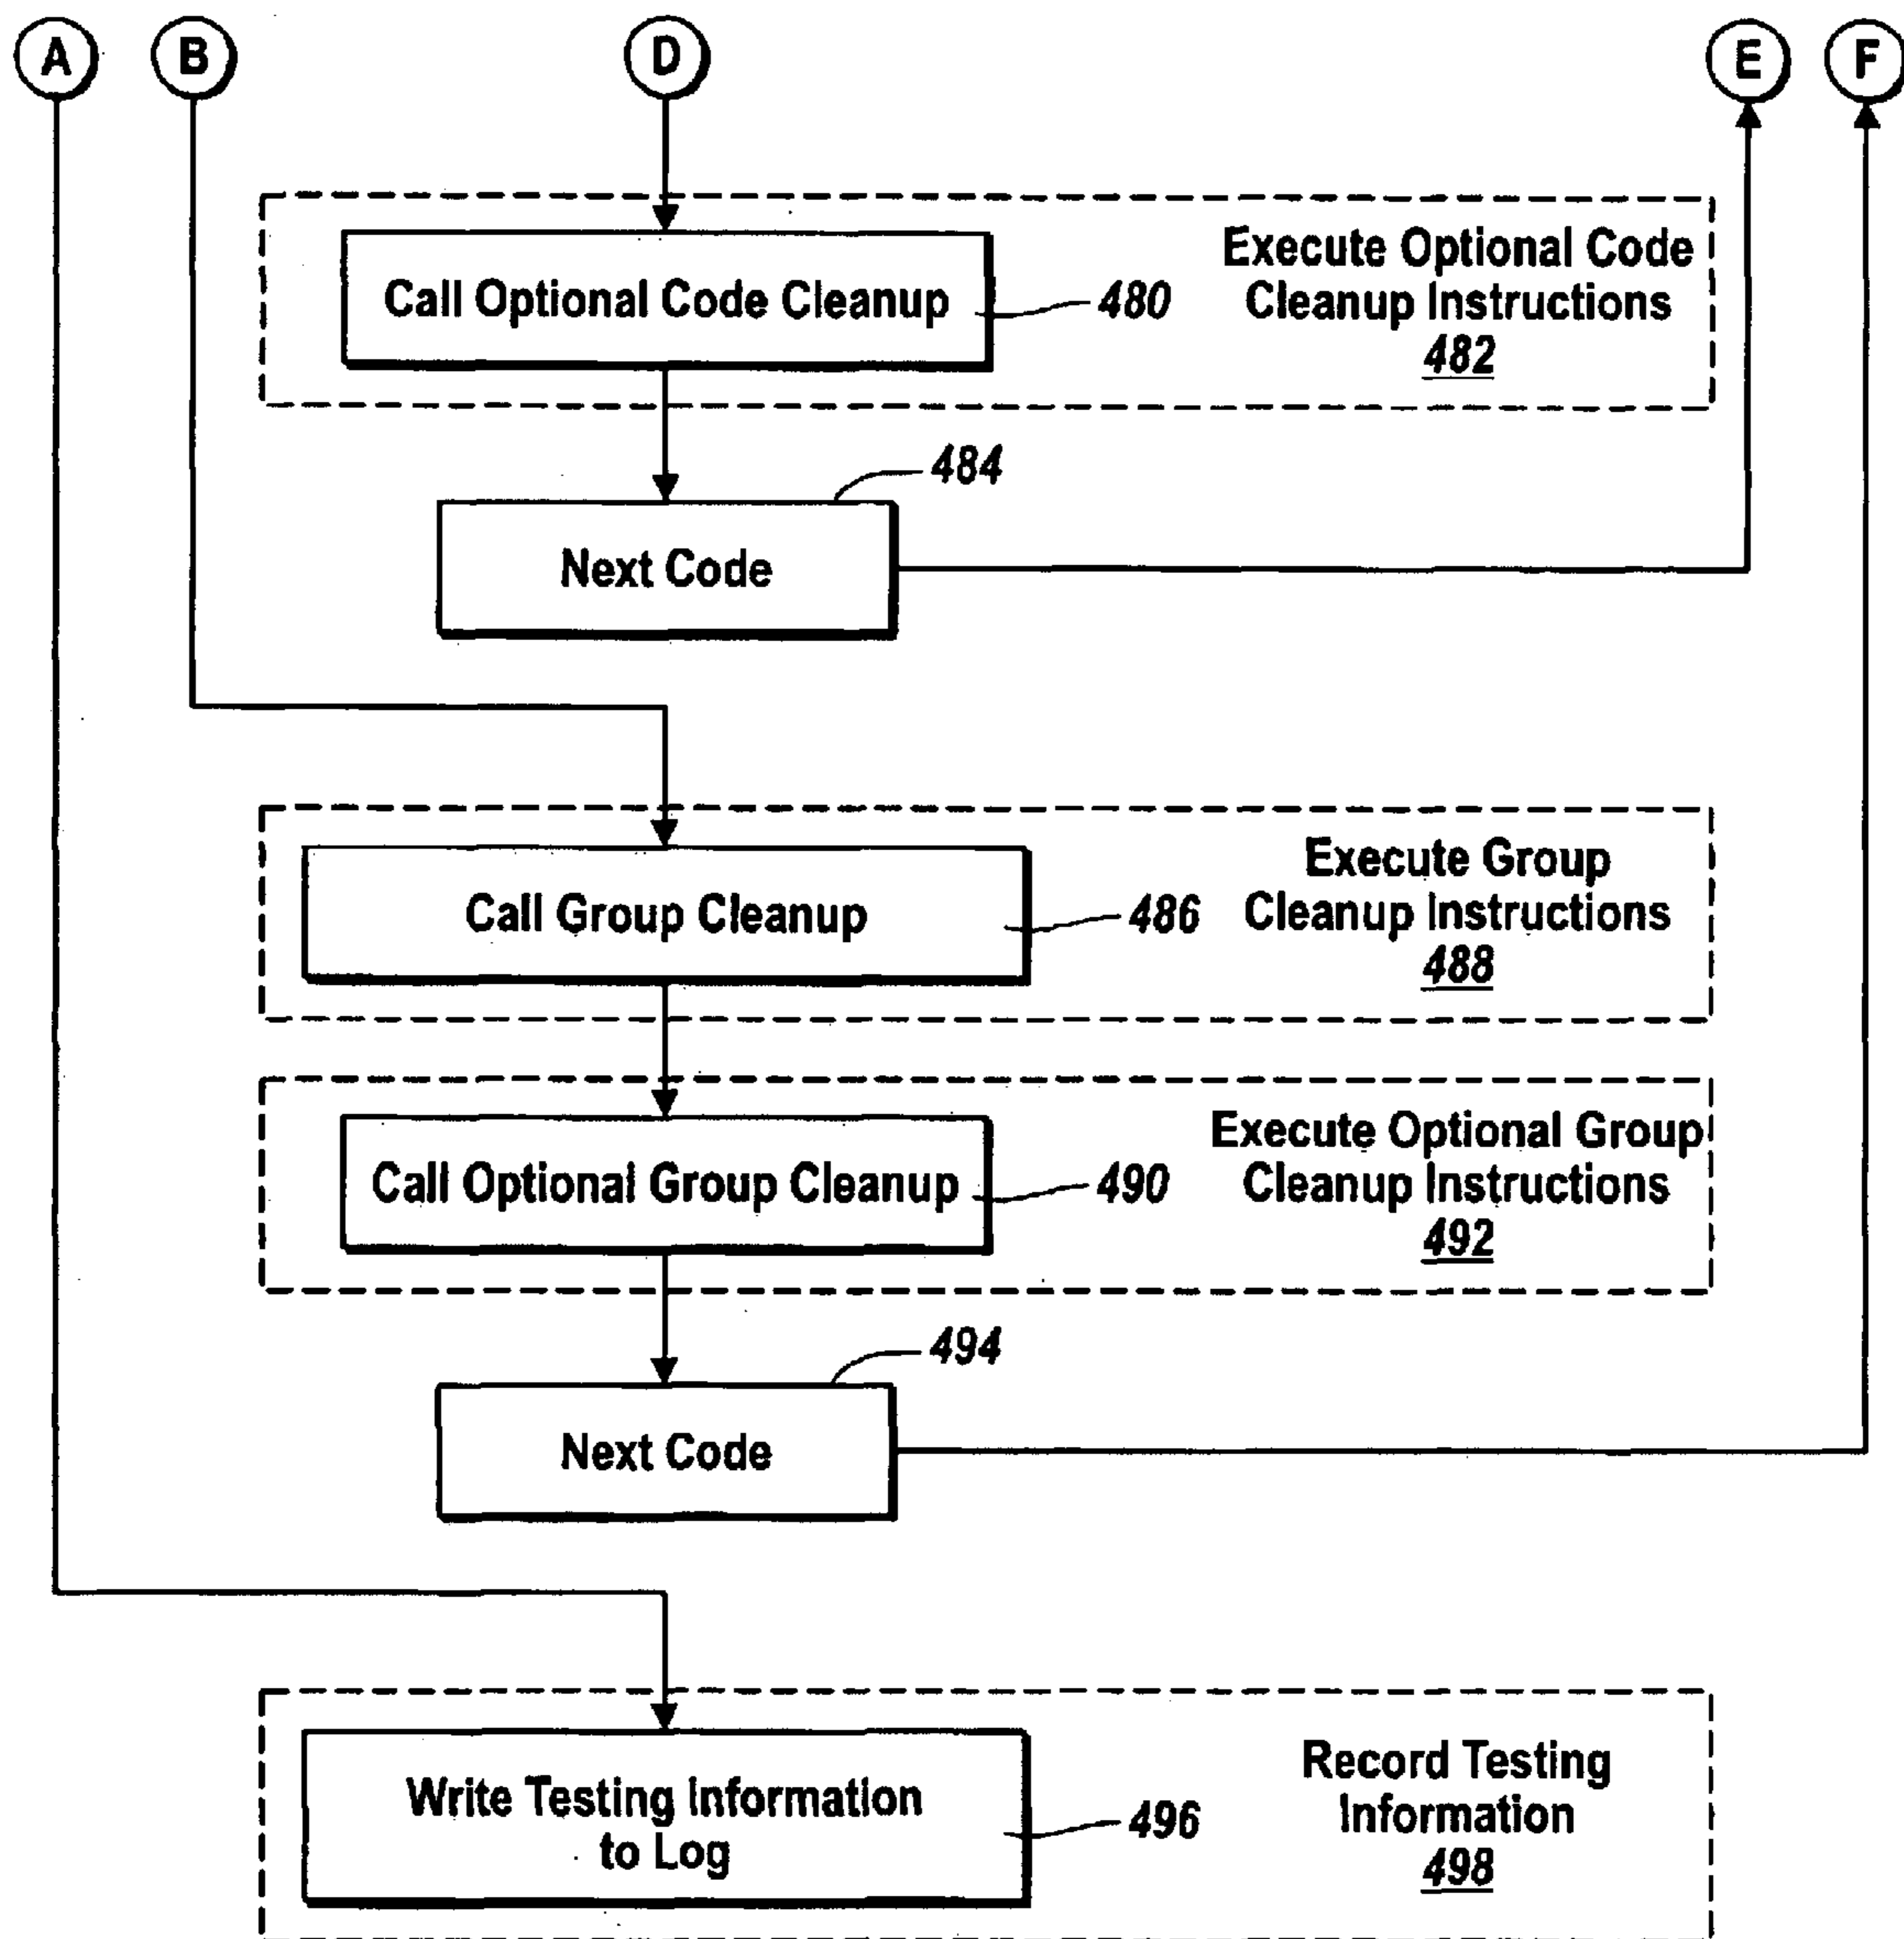 A B D E F
Call Optional Code Cleanup
480
Execute Optional Code
Cleanup Instructions
482
484
Next Code
Call Group Cleanup
486
Execute Group
Cleanup Instructions
488
Call Optional Group Cleanup
490
Execute Optional Group
Cleanup Instructions
492
494
Next Code
Write Testing Information
to Log
496
Record Testing
Information
498